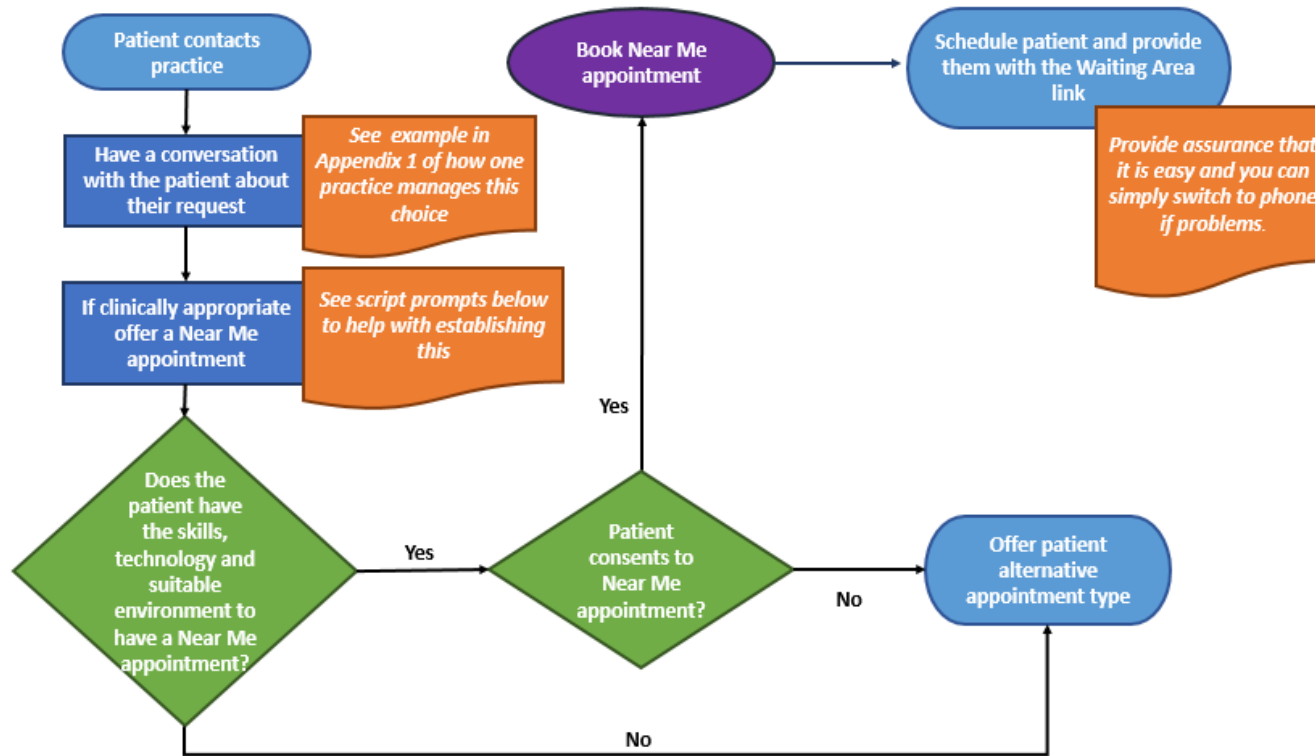 Patient contacts
practice
Have a conversation
with the patient about
their request
See example in
Appendix 1 of how one
practice manages this
choice
If clinically appropriate
offer a Near Me
appointment
See script prompts below
to help with establishing
this
Does the
patient have
the skills,
technology and
suitable
environment to
have a Near Me
appointment?
Yes
No
Patient
consents to
Near Me
appointment?
Yes
No
Book Near Me
appointment
Schedule patient and provide
them with the Waiting Area
link
Provide assurance that
it is easy and you can
simply switch to phone
if problems.
Offer patient
alternative
appointment type